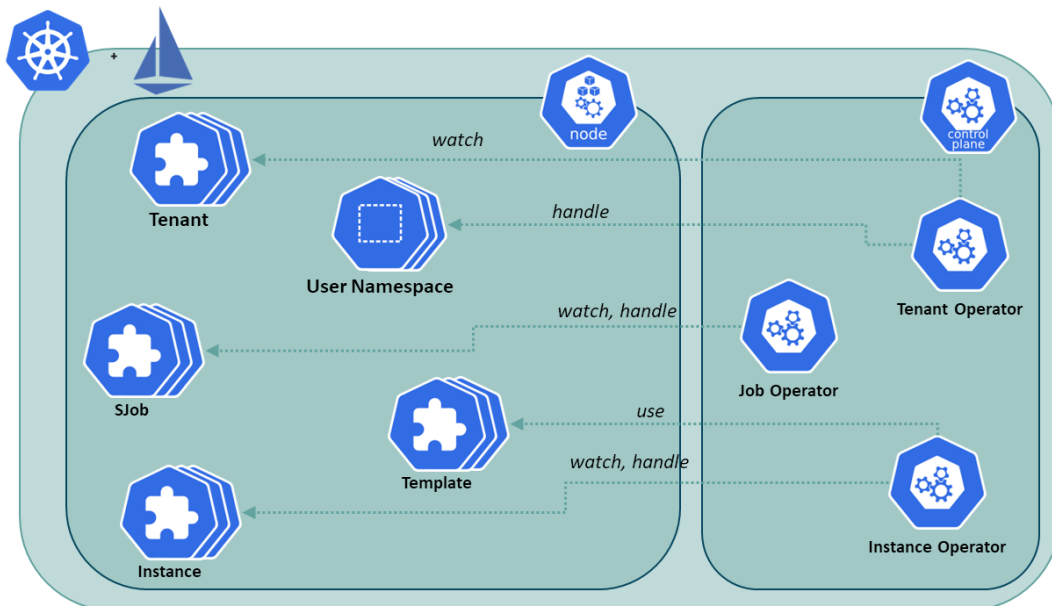 +
node
control
plane
watch
Tenant
handle
User Namespace
Tenant Operator
watch, handle
SJob
Job Operator
use
Template
watch, handle
Instance
Instance Operator